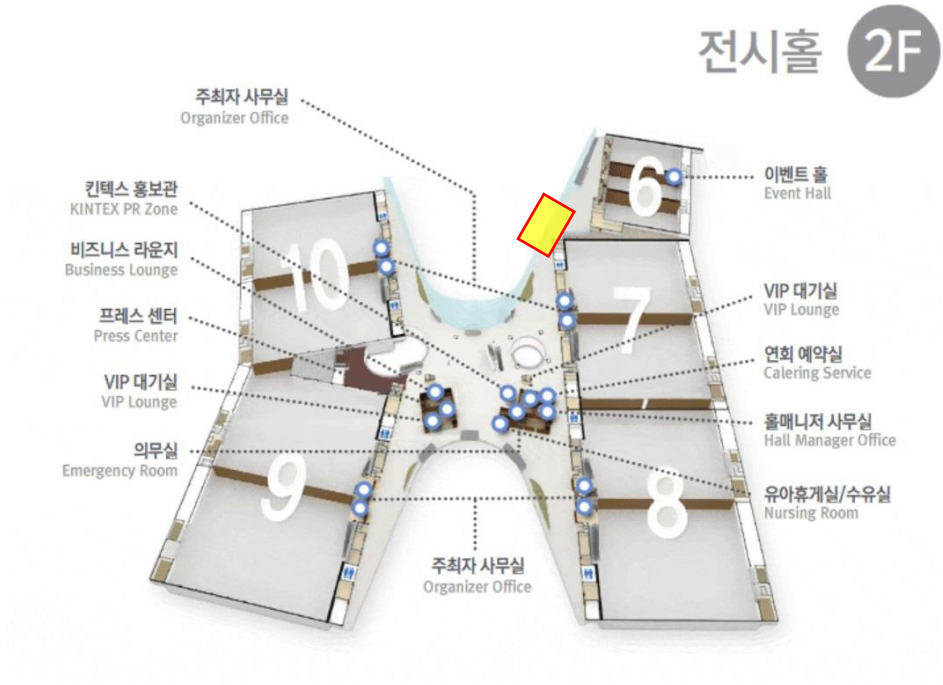 전시홀 2F
주최자 사무실
Organizer Office
킨텍스 홍보관
KINTEX PR Zone
비즈니스 라운지
Business Lounge
프레스 센터
Press Center
VIP 대기실
VIP Lounge
의무실
Emergency Room
이벤트 홀
Event Hall
VIP 대기실
VIP Lounge
연회 예약실
Calering Service
홀매니저 사무실
Hall Manager Office
유아휴게실/수유실
Nursing Room
주최자 사무실
Organizer Office
6
7
8
9
10